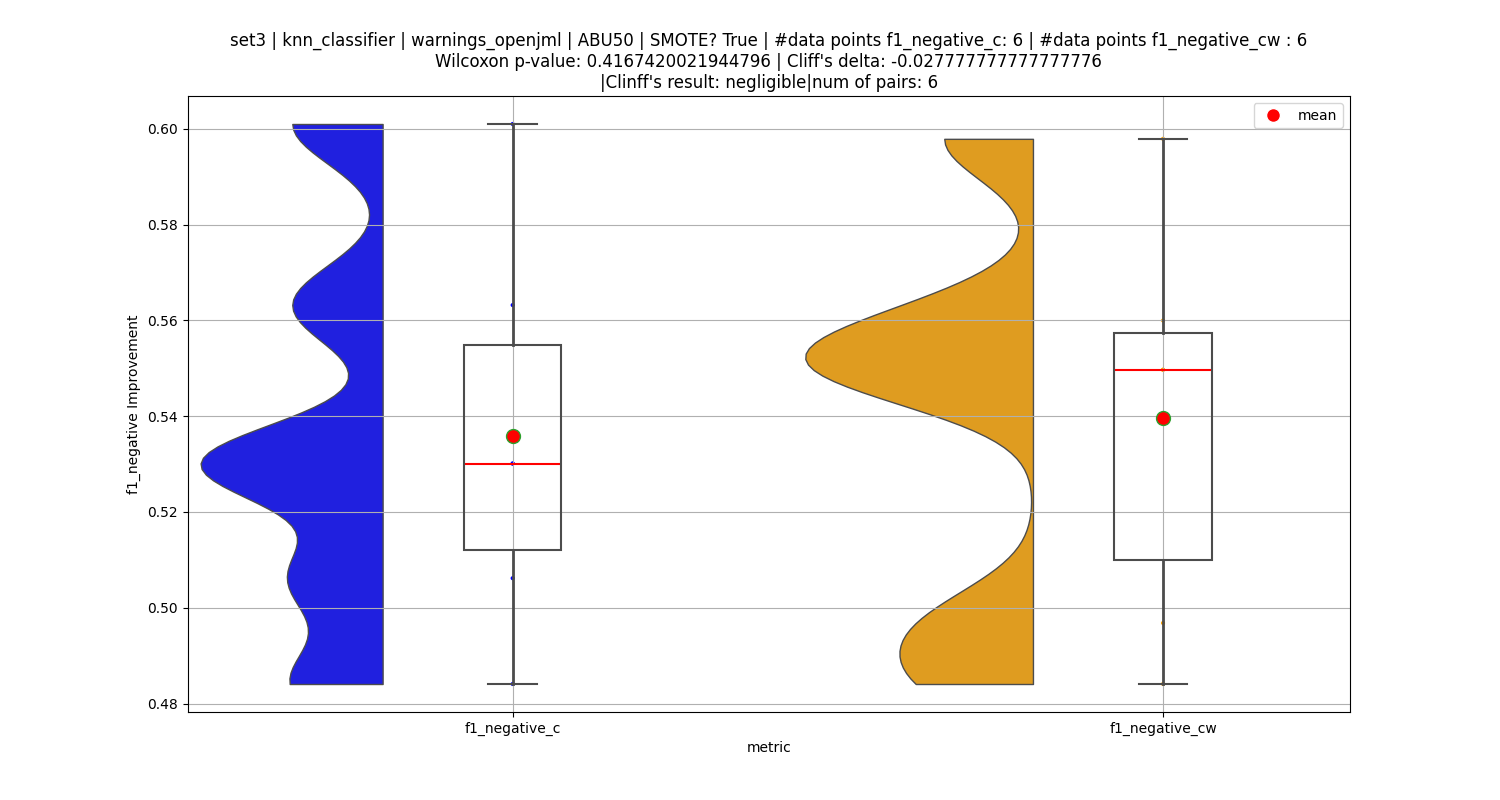 set3 | knn_classifier | warnings_openjml | ABU50 | SMOTE? True | #data points f1_negative_c: 6 | #data points f1_negative_cw : 6
Wilcoxon p-value: 0.4167420021944796 | Cliff's delta: -0.027777777777777776
|Clinff's result: negligible|num of pairs: 6
mean
0.60
0.58
0.56
0.54
0.52
0.50
0.48
f1_negative Improvement
f1_negative_c
f1_negative_cw
metric